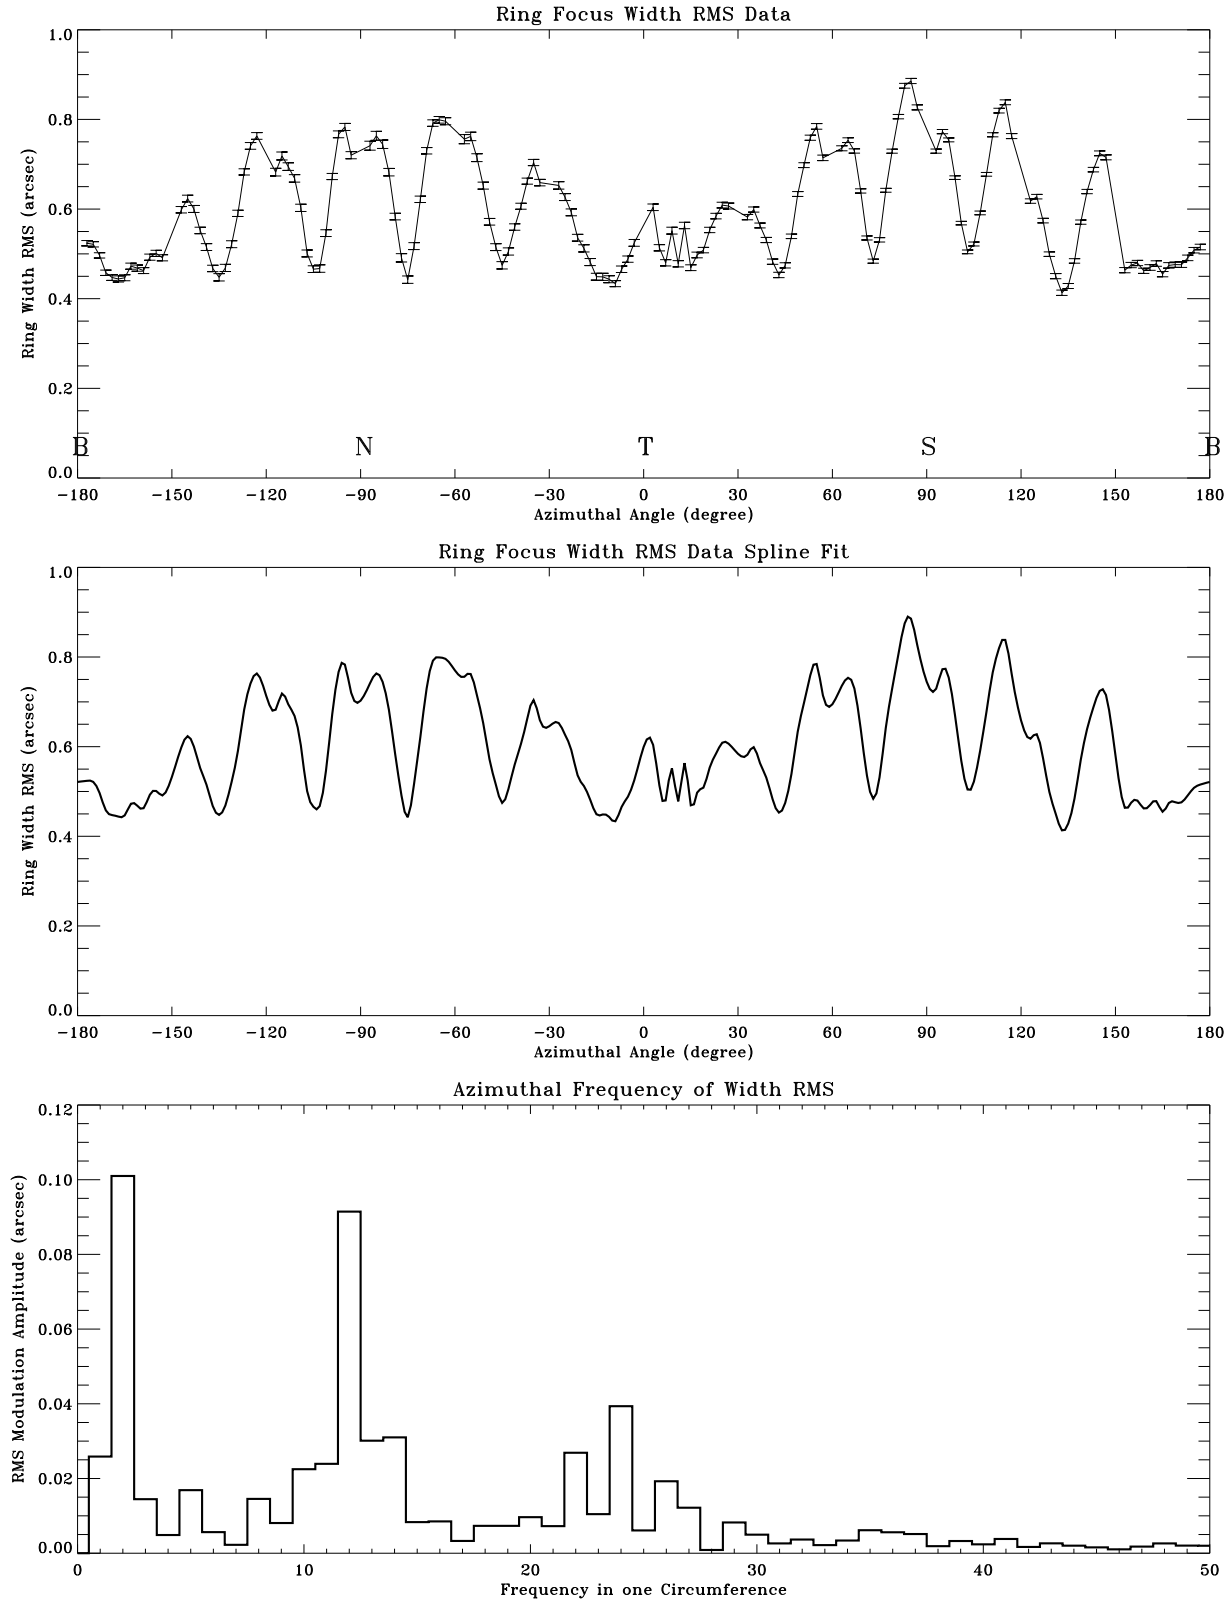 Ring Focus Width RMS Data
1.0
0.8
0.6
0.4
0.2
0.0
Ring Width RMS (arcsec)
B N T S B
−180 −150 −120 −90 −60 −30 0 30 60 90 120 150 180
Azimuthal Angle (degree)
Ring Focus Width RMS Data Spline Fit
1.0
0.8
0.6
0.4
0.2
0.0
Ring Width RMS (arcsec)
−180 −150 −120 −90 −60 −30 0 30 60 90 120 150 180
Azimuthal Angle (degree)
Azimuthal Frequency of Width RMS
0.12
0.10
0.08
0.06
0.04
0.02
0.00
RMS Modulation Amplitude (arcsec)
0 10 20 30 40 50
Frequency in one Circumference